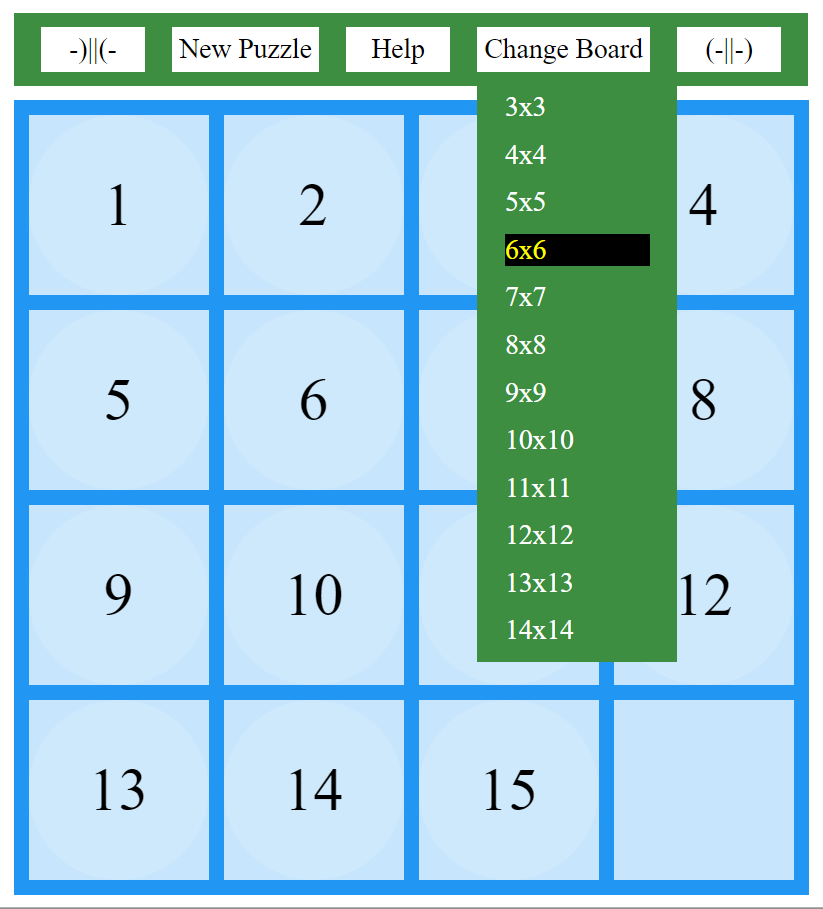 -)||(- New Puzzle Help Change Board (-||-)
3x3
4x4
5x5
6x6
7x7
8x8
9x9
10x10
11x11
12x12
13x13
14x14
1 2 4
5 6 8
9 10 12
13 14 15